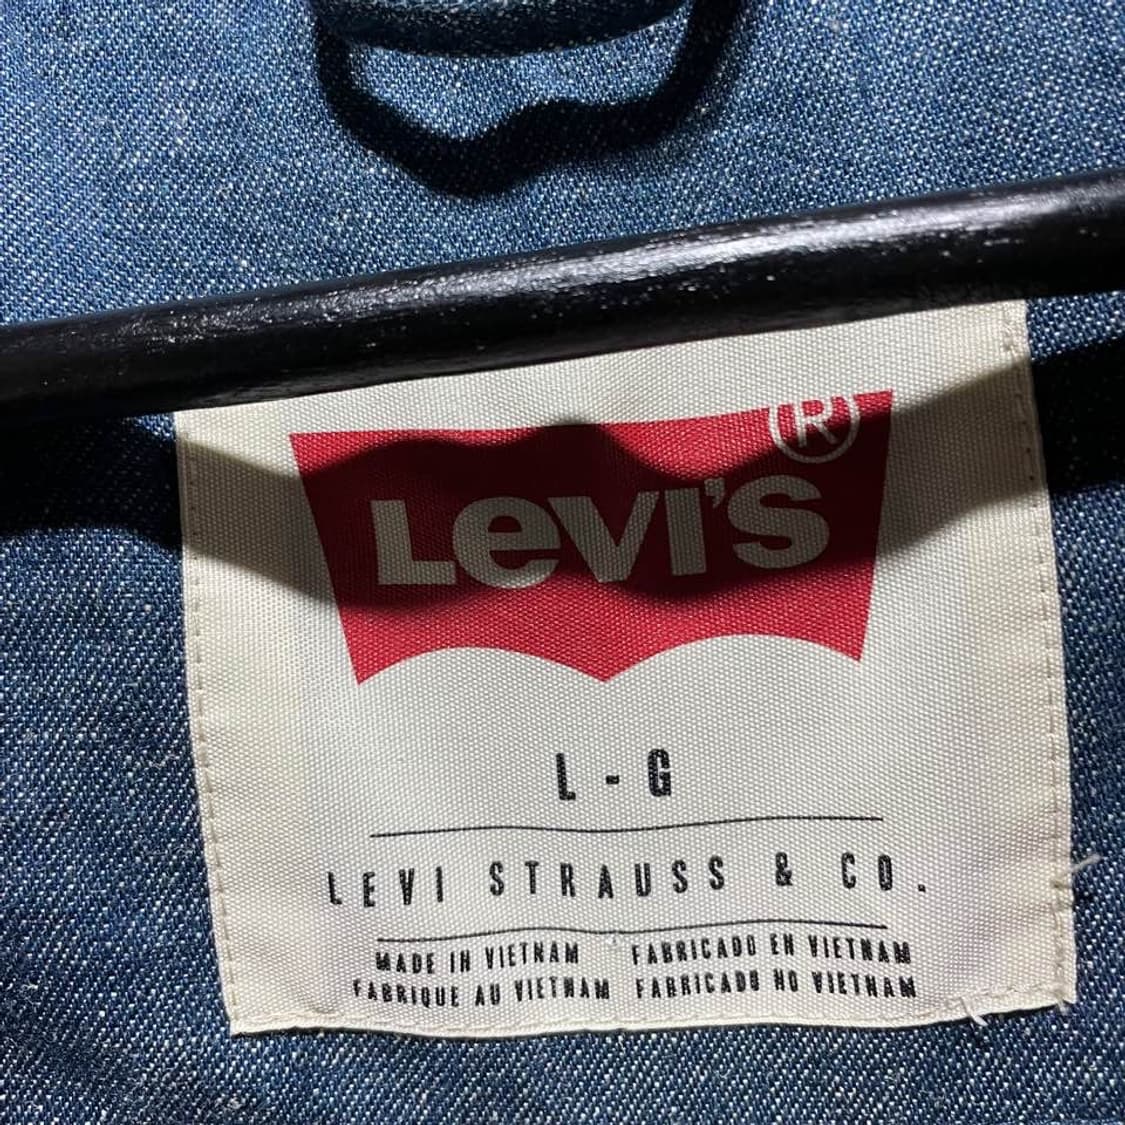 LEVI'S ®
L - G
LEVI STRAUSS & CO.
MADE IN VIETNAM FABRICADO EN VIETNAM
FABRIQUE AU VIETNAM FABRICADO NO VIETNAM